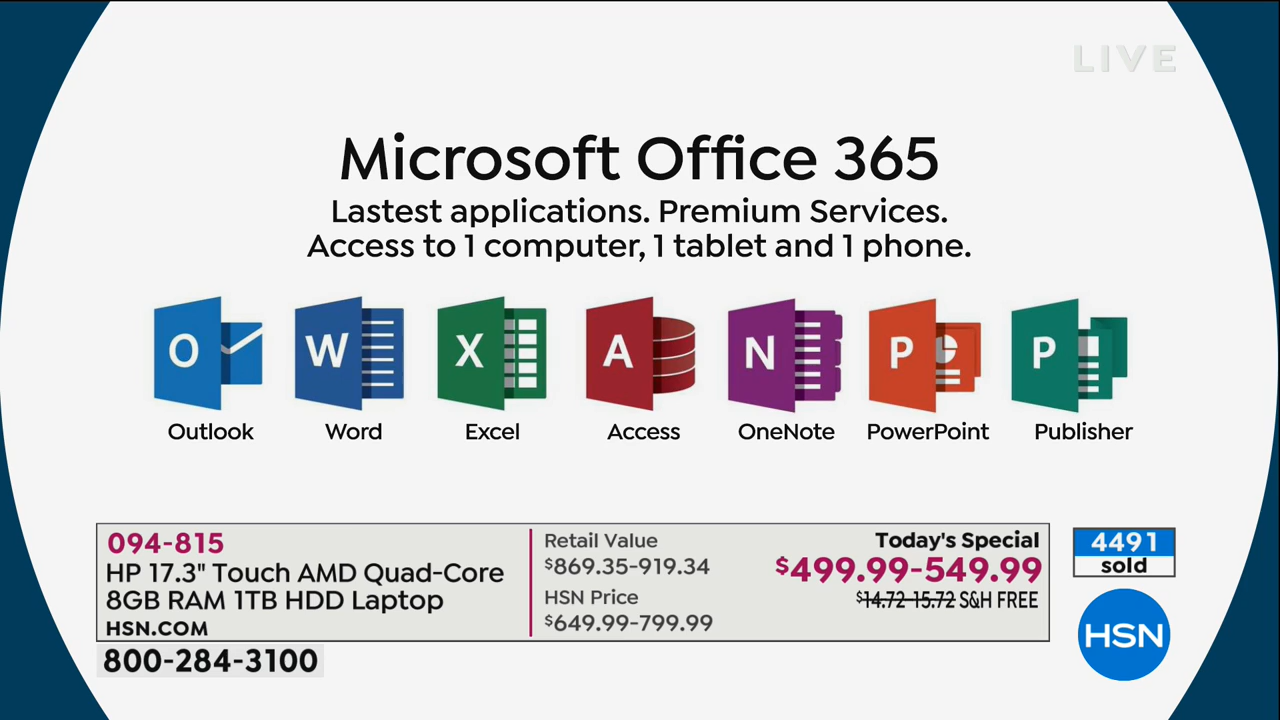 LIVE
Microsoft Office 365
Lastest applications. Premium Services.
Access to 1 computer, 1 tablet and 1 phone.
O W X A N P P
Outlook Word Excel Access OneNote PowerPoint Publisher
094-815
HP 17.3" Touch AMD Quad-Core
8GB RAM 1TB HDD Laptop
HSN.COM
800-284-3100
Retail Value
$869.35-919.34
HSN Price
$649.99-799.99
Today's Special
$499.99-549.99
$14.72-15.72 S&H FREE
4491
sold
HSN